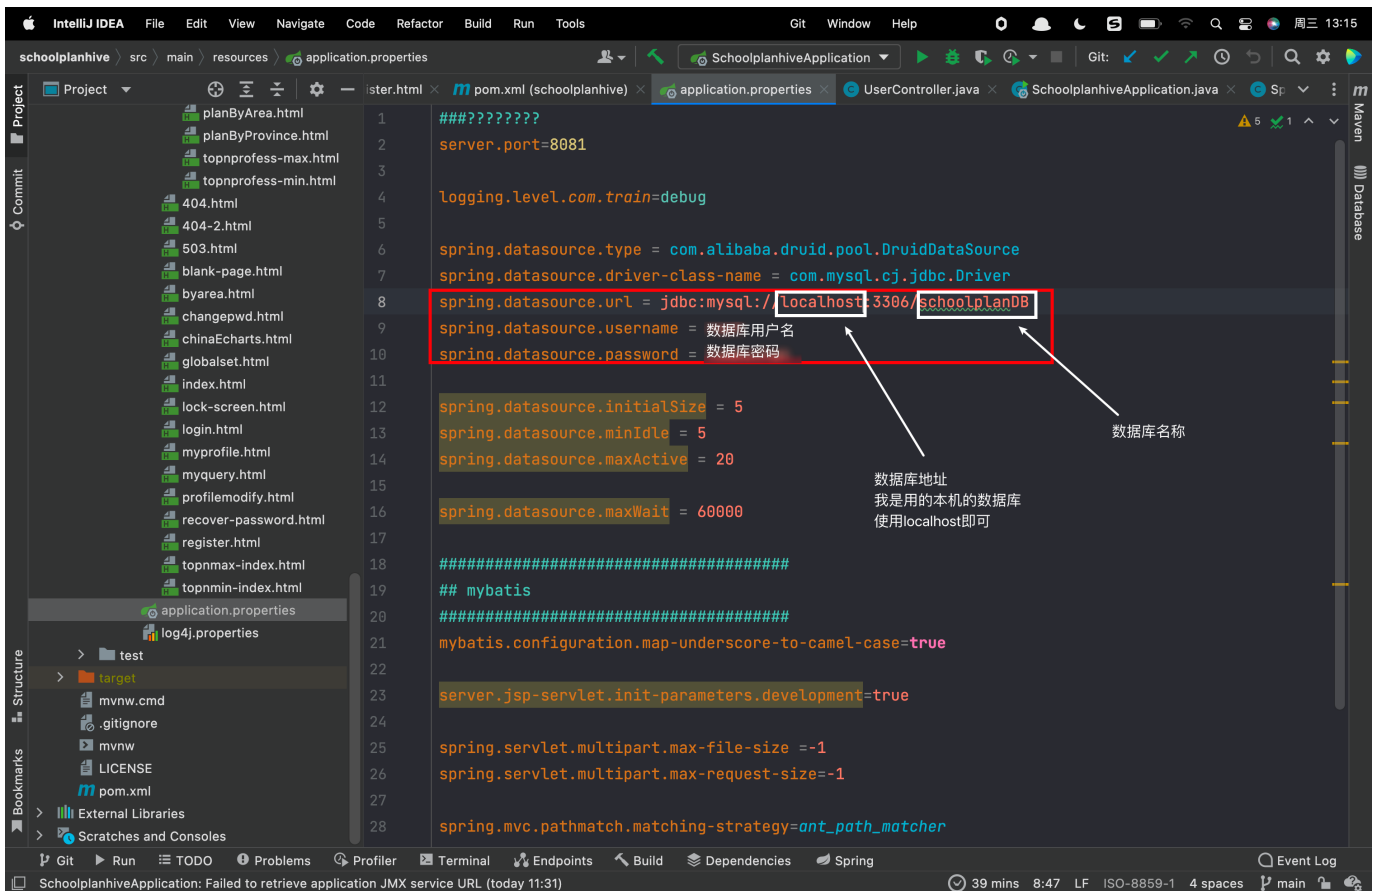 IntelliJ IDEA File Edit View Navigate Code Refactor Build Run Tools Git Window Help 周三 13:15
schoolplanhive src main resources application.properties SchoolplanhiveApplication Git:
Project ister.html pom.xml (schoolplanhive) application.properties UserController.java SchoolplanhiveApplication.java Sp
Project
Commit
Structure
Bookmarks
planByArea.html
planByProvince.html
topnprofess-max.html
topnprofess-min.html
404.html
404-2.html
503.html
blank-page.html
byarea.html
changepwd.html
chinaEcharts.html
globalset.html
index.html
lock-screen.html
login.html
myprofile.html
myquery.html
profilemodify.html
recover-password.html
register.html
topnmax-index.html
topnmin-index.html
application.properties
log4j.properties
test
target
mvnw.cmd
.gitignore
mvnw
LICENSE
pom.xml
External Libraries
Scratches and Consoles
1 ###????????
2 server.port=8081
3
4 logging.level.com.train=debug
5
6 spring.datasource.type = com.alibaba.druid.pool.DruidDataSource
7 spring.datasource.driver-class-name = com.mysql.cj.jdbc.Driver
8 spring.datasource.url = jdbc:mysql://localhost:3306/schoolplanDB
9 spring.datasource.username = 数据库用户名
10 spring.datasource.password = 数据库密码
11
12 spring.datasource.initialSize = 5
13 spring.datasource.minIdle = 5
14 spring.datasource.maxActive = 20
15
16 spring.datasource.maxWait = 60000
17
18 ######################################
19 ## mybatis
20 ######################################
21 mybatis.configuration.map-underscore-to-camel-case=true
22
23 server.jsp-servlet.init-parameters.development=true
24
25 spring.servlet.multipart.max-file-size =-1
26 spring.servlet.multipart.max-request-size=-1
27
28 spring.mvc.pathmatch.matching-strategy=ant_path_matcher
数据库名称
数据库地址
我是用的本机的数据库
使用localhost即可
5 1
m Maven
Database
Git Run TODO Problems Profiler Terminal Endpoints Build Dependencies Spring Event Log
SchoolplanhiveApplication: Failed to retrieve application JMX service URL (today 11:31) 39 mins 8:47 LF ISO-8859-1 4 spaces main